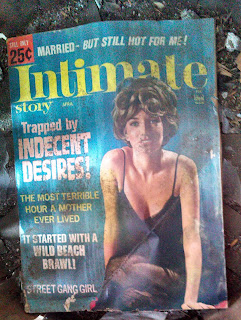 25¢
MARRIED - BUT STILL HOT FOR ME!
Intimate
story
Trapped by
INDECENT
DESIRES!
THE MOST TERRIBLE
HOUR A MOTHER
EVER LIVED
IT STARTED WITH A
WILD BEACH
BRAWL!
STREET GANG GIRL